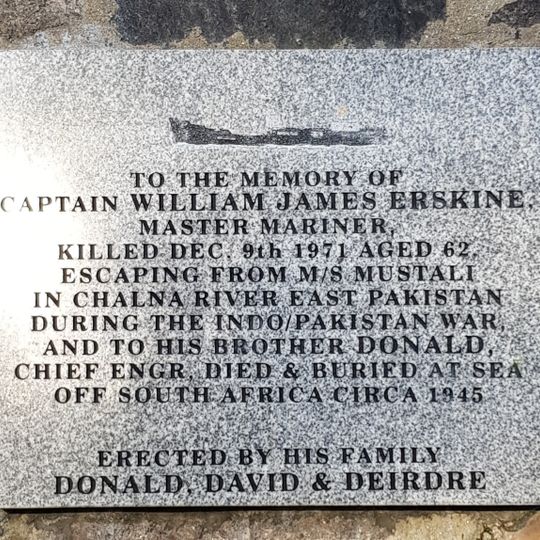 TO THE MEMORY OF
CAPTAIN WILLIAM JAMES ERSKINE,
MASTER MARINER,
KILLED DEC. 9th 1971 AGED 62,
ESCAPING FROM M/S MUSTALI
IN CHALNA RIVER EAST PAKISTAN
DURING THE INDO/PAKISTAN WAR,
AND TO HIS BROTHER DONALD,
CHIEF ENGR. DIED & BURIED AT SEA
OFF SOUTH AFRICA CIRCA 1945
ERECTED BY HIS FAMILY
DONALD, DAVID & DEIRDRE